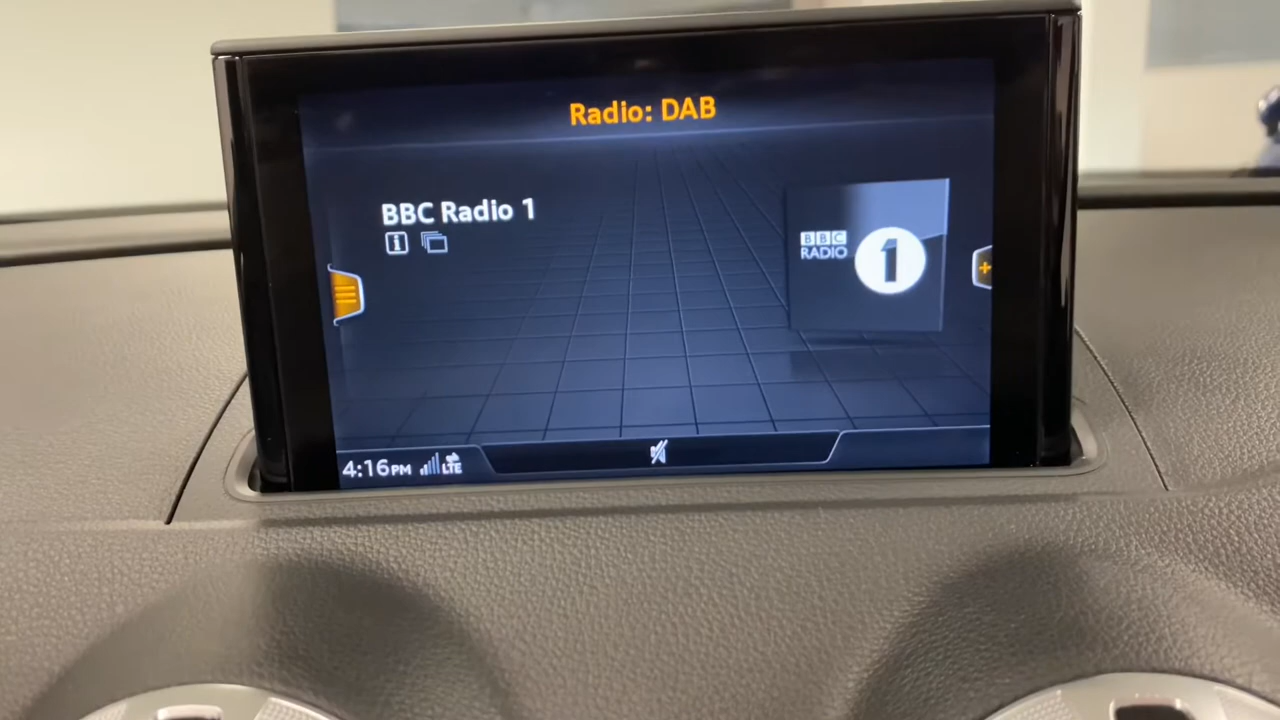 Radio: DAB
BBC Radio 1
BBC
RADIO
1
4:16PM LTE